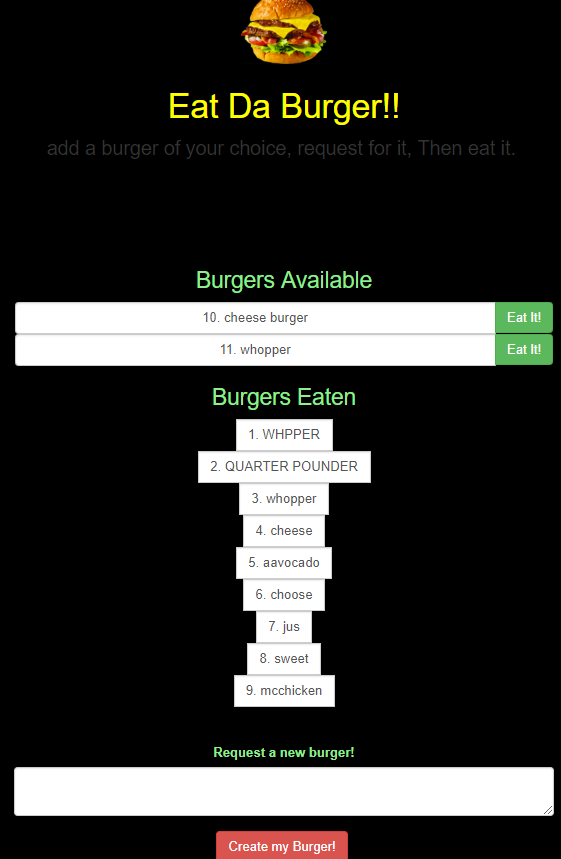 Eat Da Burger!!
add a burger of your choice, request for it, Then eat it.
Burgers Available
10. cheese burger Eat It!
11. whopper Eat It!
Burgers Eaten
1. WHPPER
2. QUARTER POUNDER
3. whopper
4. cheese
5. aavocado
6. choose
7. jus
8. sweet
9. mcchicken
Request a new burger!
Create my Burger!